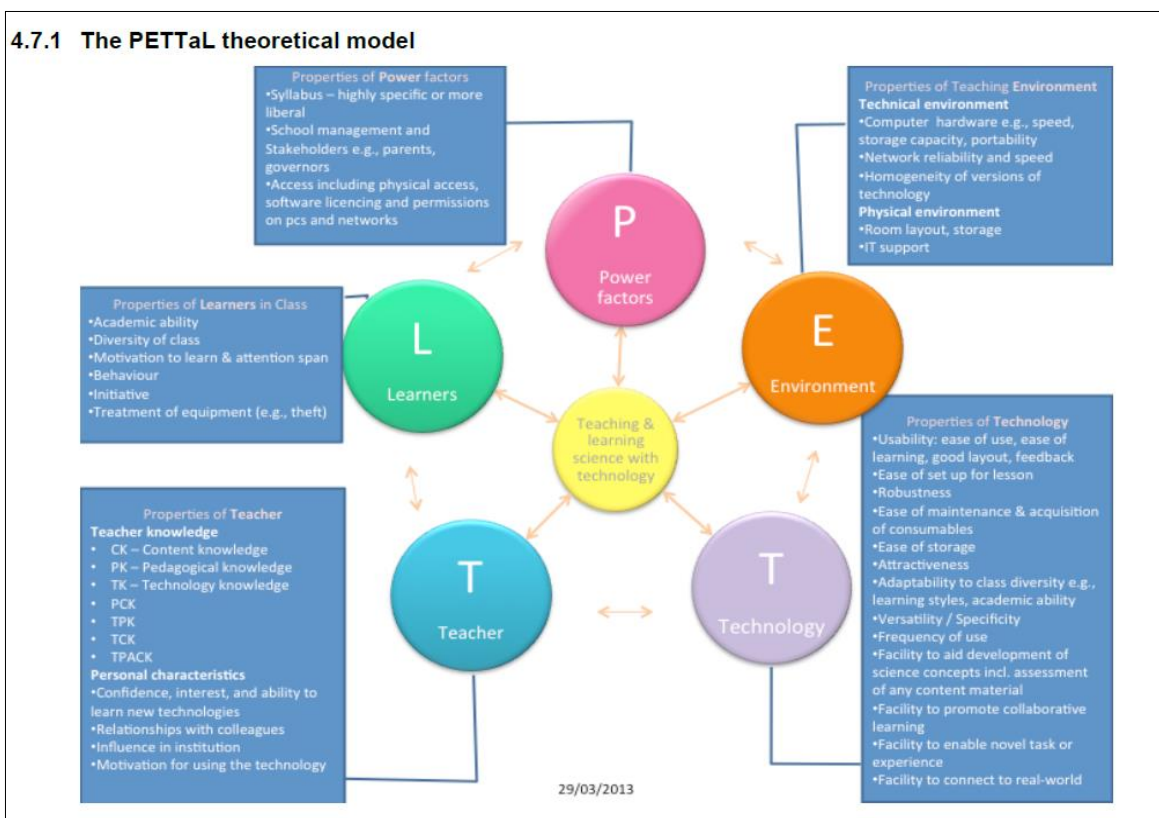 4.7.1 The PETTaL theoretical model
Properties of Power factors
•Syllabus – highly specific or more
liberal
•School management and
Stakeholders e.g., parents,
governors
•Access including physical access,
software licencing and permissions
on pcs and networks
Properties of Teaching Environment
Technical environment
•Computer hardware e.g., speed,
storage capacity, portability
•Network reliability and speed
•Homogeneity of versions of
technology
Physical environment
•Room layout, storage
•IT support
P
Power
factors
Properties of Learners in Class
•Academic ability
•Diversity of class
•Motivation to learn & attention span
•Behaviour
•Initiative
•Treatment of equipment (e.g., theft)
L
Learners
E
Environment
Teaching &
learning
science with
technology
Properties of Teacher
Teacher knowledge
• CK – Content knowledge
• PK – Pedagogical knowledge
• TK – Technology knowledge
• PCK
• TPK
• TCK
• TPACK
Personal characteristics
•Confidence, interest, and ability to
learn new technologies
•Relationships with colleagues
•Influence in institution
•Motivation for using the technology
T
Teacher
T
Technology
Properties of Technology
•Usability: ease of use, ease of
learning, good layout, feedback
•Ease of set up for lesson
•Robustness
•Ease of maintenance & acquisition
of consumables
•Ease of storage
•Attractiveness
•Adaptability to class diversity e.g.,
learning styles, academic ability
•Versatility / Specificity
•Frequency of use
•Facility to aid development of
science concepts incl. assessment
of any content material
•Facility to promote collaborative
learning
•Facility to enable novel task or
experience
•Facility to connect to real-world
29/03/2013